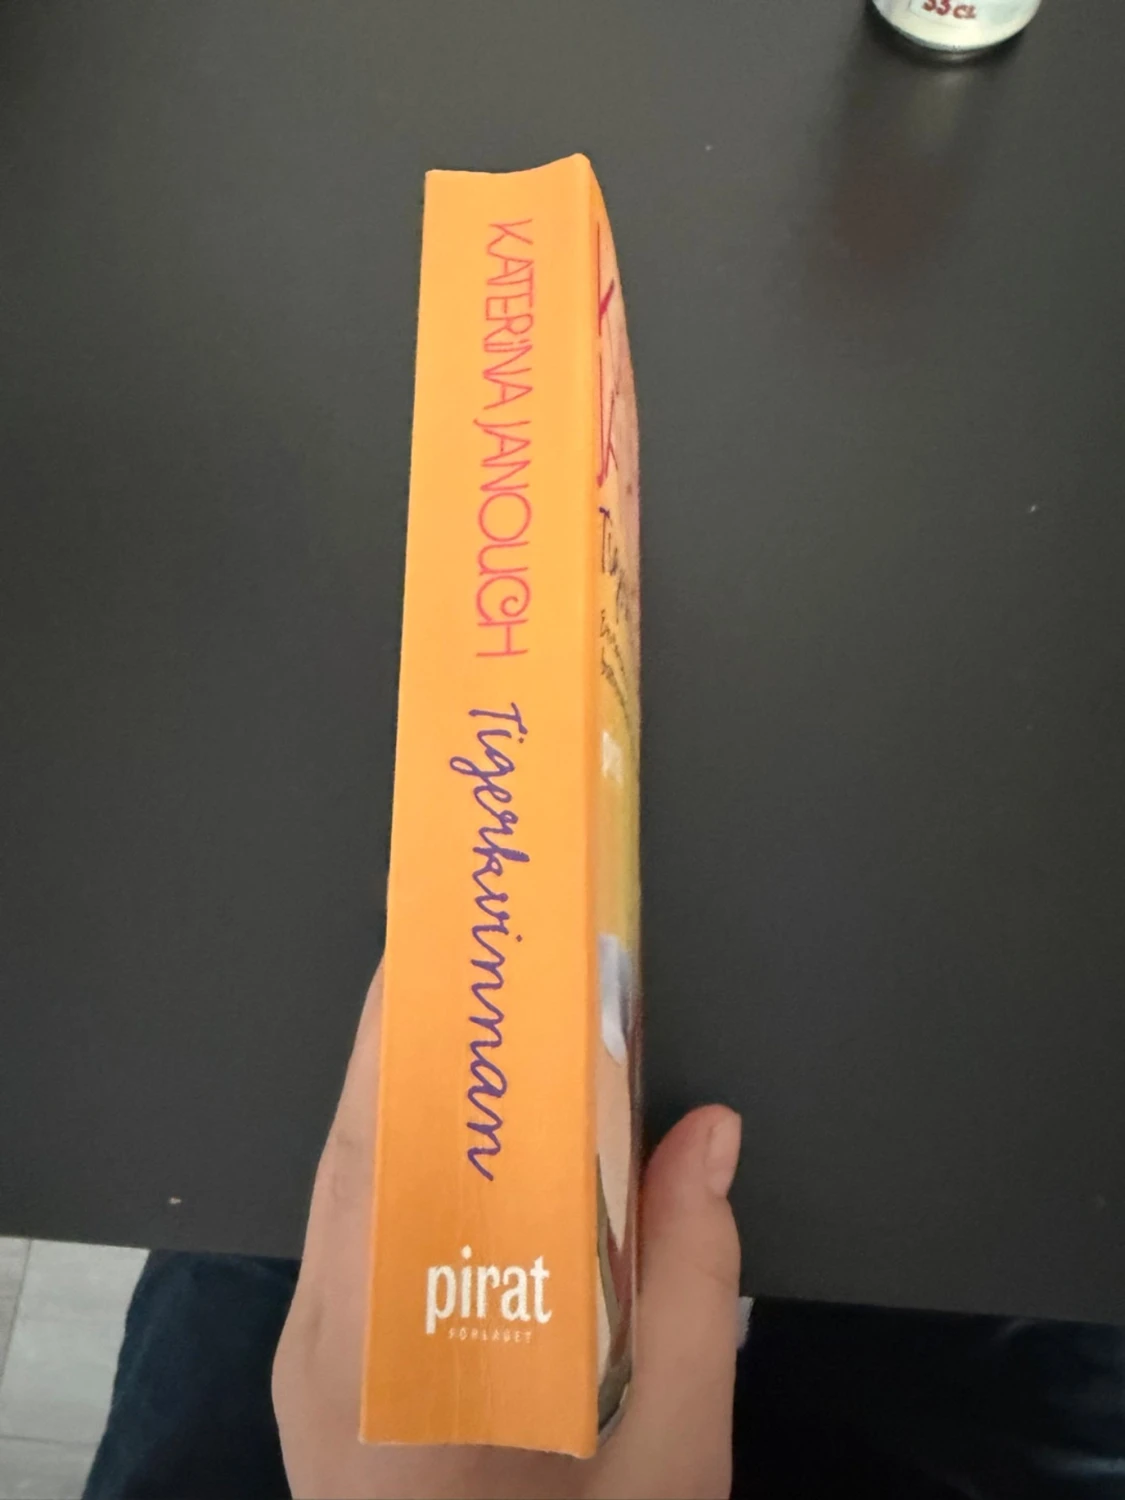 33 cl
KATERINA JANOUCH Tigerkvinnan
pirat
FÖRLAGET